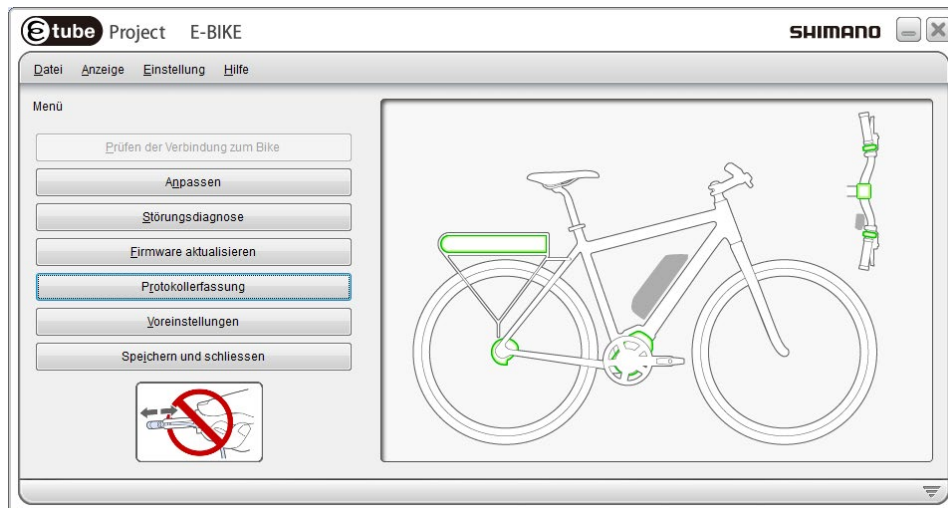 etube Project E-BIKE
SHIMANO
Datei Anzeige Einstellung Hilfe
Menü
Prüfen der Verbindung zum Bike
Anpassen
Störungsdiagnose
Firmware aktualisieren
Protokollerfassung
Voreinstellungen
Speichern und schliessen